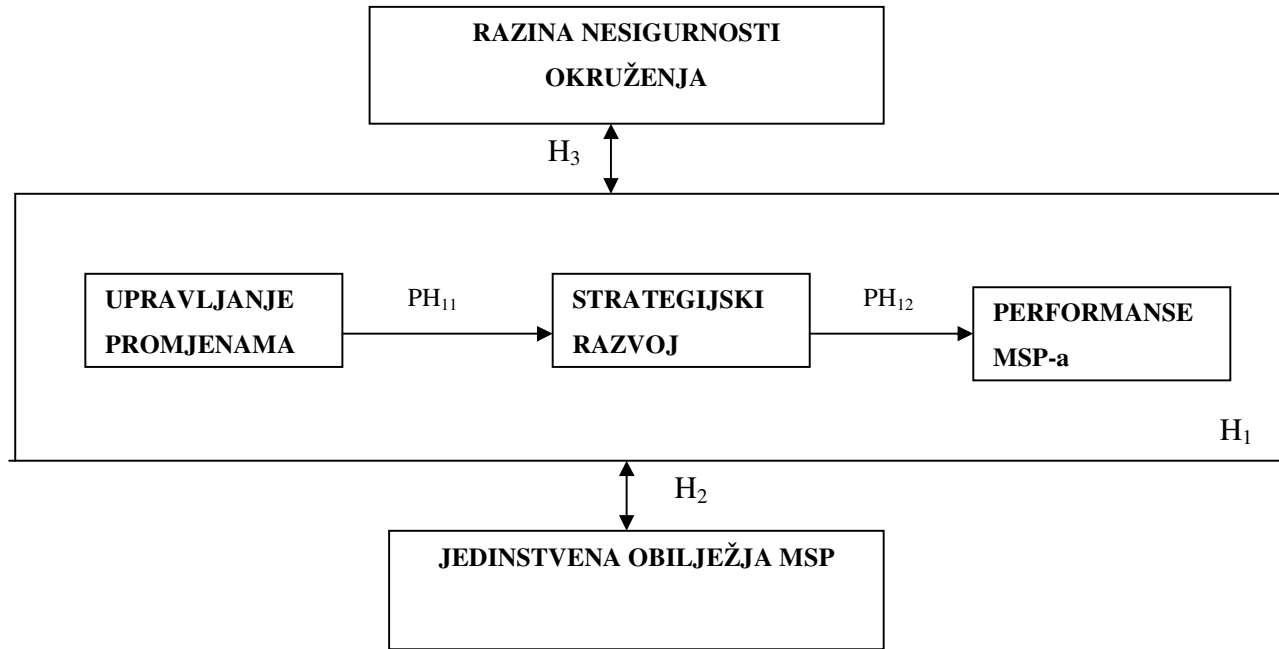 RAZINA NESIGURNOSTI
OKRUŽENJA
H₃
UPRAVLJANJE
PROMJENAMA
PH₁₁
STRATEGIJSKI
RAZVOJ
PH₁₂
PERFORMANSE
MSP-a
H₁
H₂
JEDINSTVENA OBILJEŽJA MSP